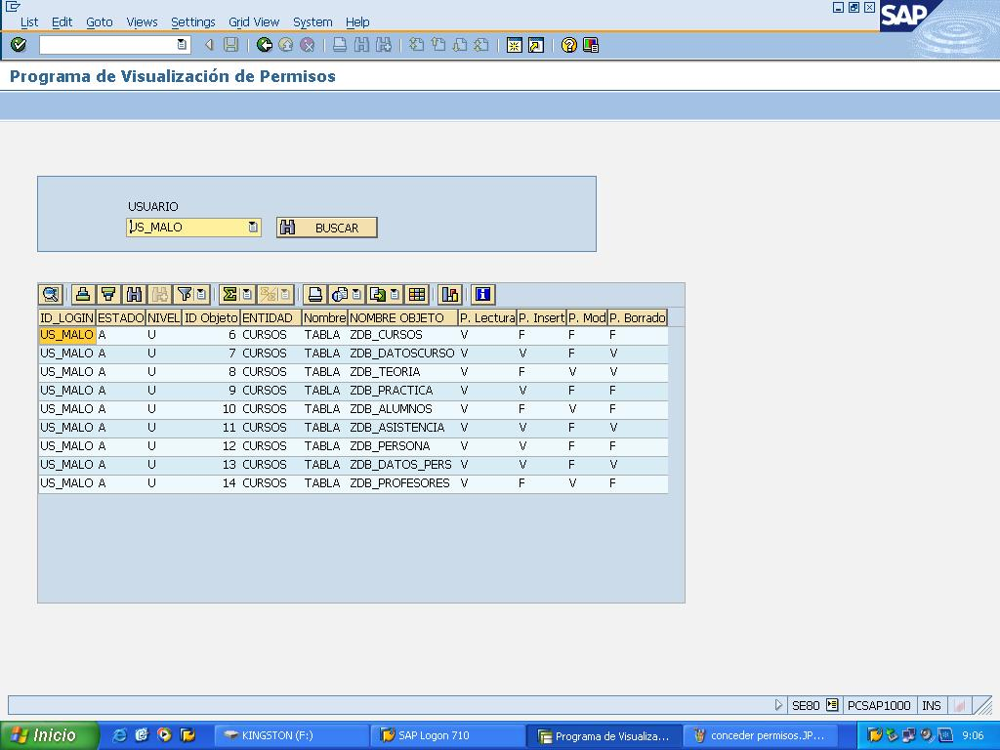 List Edit Goto Views Settings Grid View System Help
SAP
Programa de Visualización de Permisos
USUARIO
US_MALO BUSCAR
ID_LOGIN ESTADO NIVEL ID Objeto ENTIDAD Nombre NOMBRE OBJETO P. Lectura P. Insert P. Mod P. Borrado
US_MALO A U 6 CURSOS TABLA ZDB_CURSOS V F F F
US_MALO A U 7 CURSOS TABLA ZDB_DATOSCURSO V V F V
US_MALO A U 8 CURSOS TABLA ZDB_TEORIA V F V V
US_MALO A U 9 CURSOS TABLA ZDB_PRACTICA V V F F
US_MALO A U 10 CURSOS TABLA ZDB_ALUMNOS V F V F
US_MALO A U 11 CURSOS TABLA ZDB_ASISTENCIA V V F V
US_MALO A U 12 CURSOS TABLA ZDB_PERSONA V V F F
US_MALO A U 13 CURSOS TABLA ZDB_DATOS_PERS V V F V
US_MALO A U 14 CURSOS TABLA ZDB_PROFESORES V F V F
SE80 PCSAP1000 INS
Inicio KINGSTON (F:) SAP Logon 710 Programa de Visualiza... conceder permisos.JP... 9:06